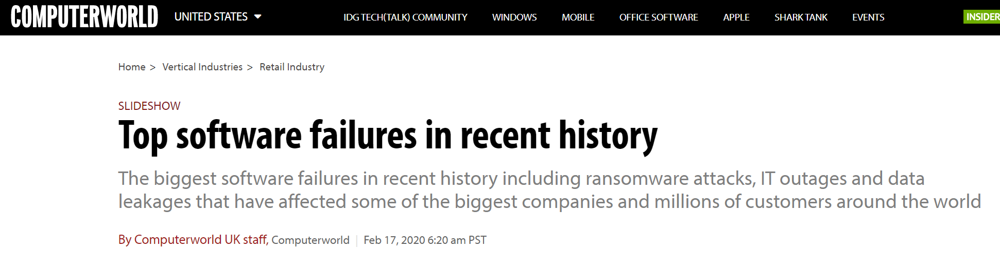 COMPUTERWORLD UNITED STATES IDG TECH(TALK) COMMUNITY WINDOWS MOBILE OFFICE SOFTWARE APPLE SHARK TANK EVENTS INSIDER
Home > Vertical Industries > Retail Industry
SLIDESHOW
Top software failures in recent history
The biggest software failures in recent history including ransomware attacks, IT outages and data
leakages that have affected some of the biggest companies and millions of customers around the world
By Computerworld UK staff, Computerworld | Feb 17, 2020 6:20 am PST